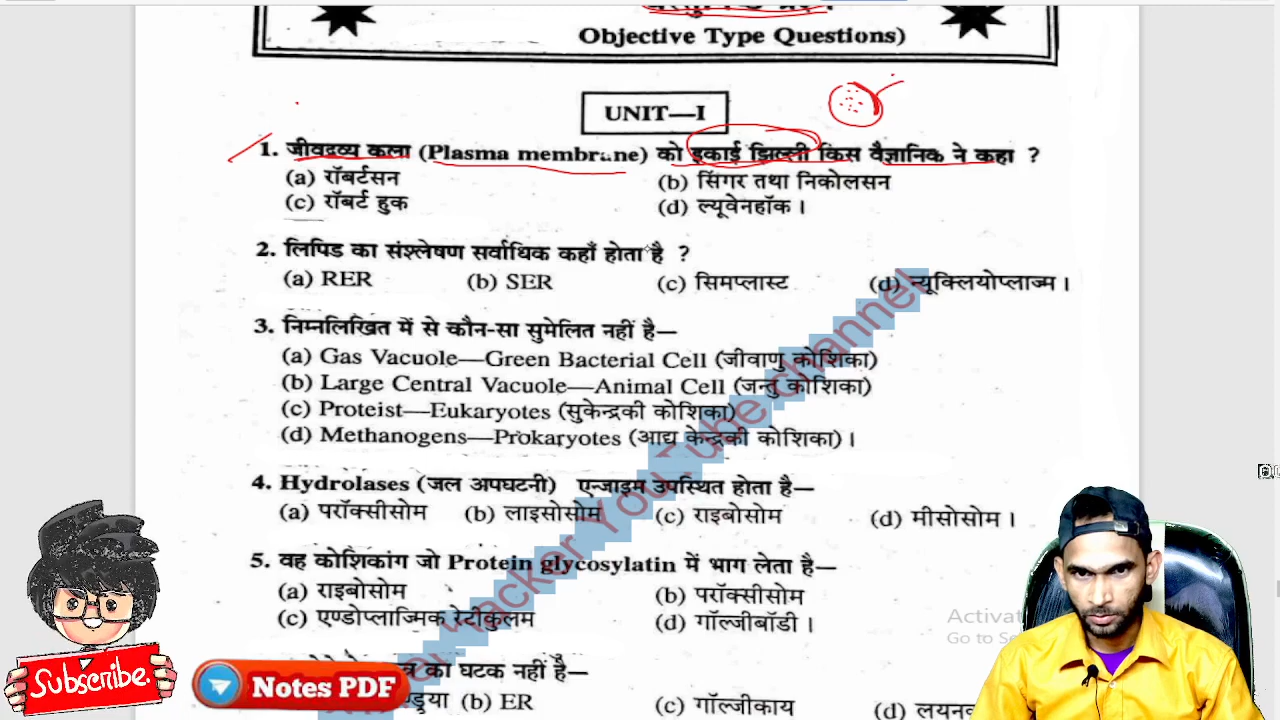 Objective Type Questions)
UNIT—I
1. जीवद्रव्य कला (Plasma membrane) को इकाई झिल्ली किस वैज्ञानिक ने कहा ?
(a) रॉबर्टसन (b) सिंगर तथा निकोलसन
(c) रॉबर्ट हुक (d) ल्यूवेनहॉक।
2. लिपिड का संश्लेषण सर्वाधिक कहाँ होता है ?
(a) RER (b) SER (c) सिमप्लास्ट (d) न्यूक्लियोप्लाज्म।
3. निम्नलिखित में से कौन-सा सुमेलित नहीं है—
(a) Gas Vacuole—Green Bacterial Cell (जीवाणु कोशिका)
(b) Large Central Vacuole—Animal Cell (जन्तु कोशिका)
(c) Proteist—Eukaryotes (सुकेन्द्रकी कोशिका)
(d) Methanogens—Prokaryotes (आद्य केन्द्रकी कोशिका)।
4. Hydrolases (जल अपघटनी) एन्जाइम उपस्थित होता है—
(a) परॉक्सीसोम (b) लाइसोसोम (c) राइबोसोम (d) मीसोसोम।
5. वह कोशिकांग जो Protein glycosylatin में भाग लेता है—
(a) राइबोसोम (b) परॉक्सीसोम
(c) एण्डोप्लाज्मिक रेटीकुलम (d) गॉल्जीबॉडी।
का घटक नहीं है—
(b) ER (c) गॉल्जीकाय (d)
YouTube channel
Subscribe.
Notes PDF